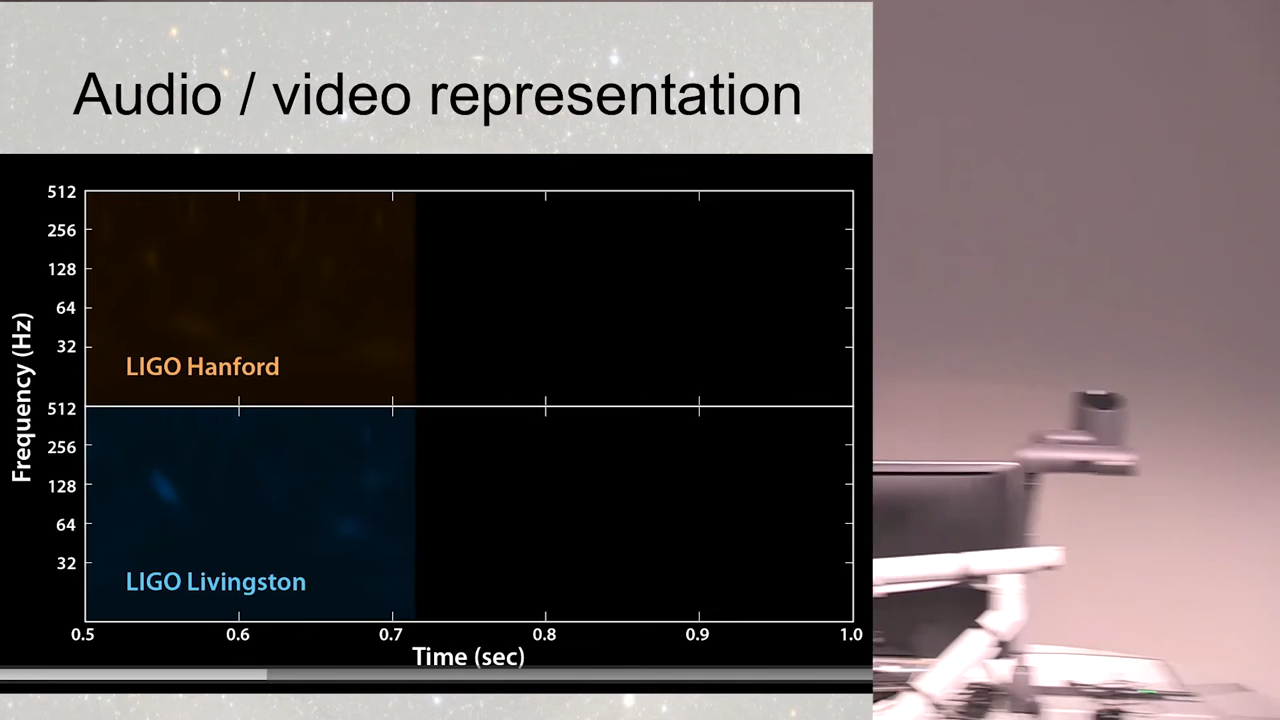 Audio / video representation
512
256
128
64
32
LIGO Hanford
512
256
128
64
32
LIGO Livingston
Frequency (Hz)
0.5 0.6 0.7 0.8 0.9 1.0
Time (sec)